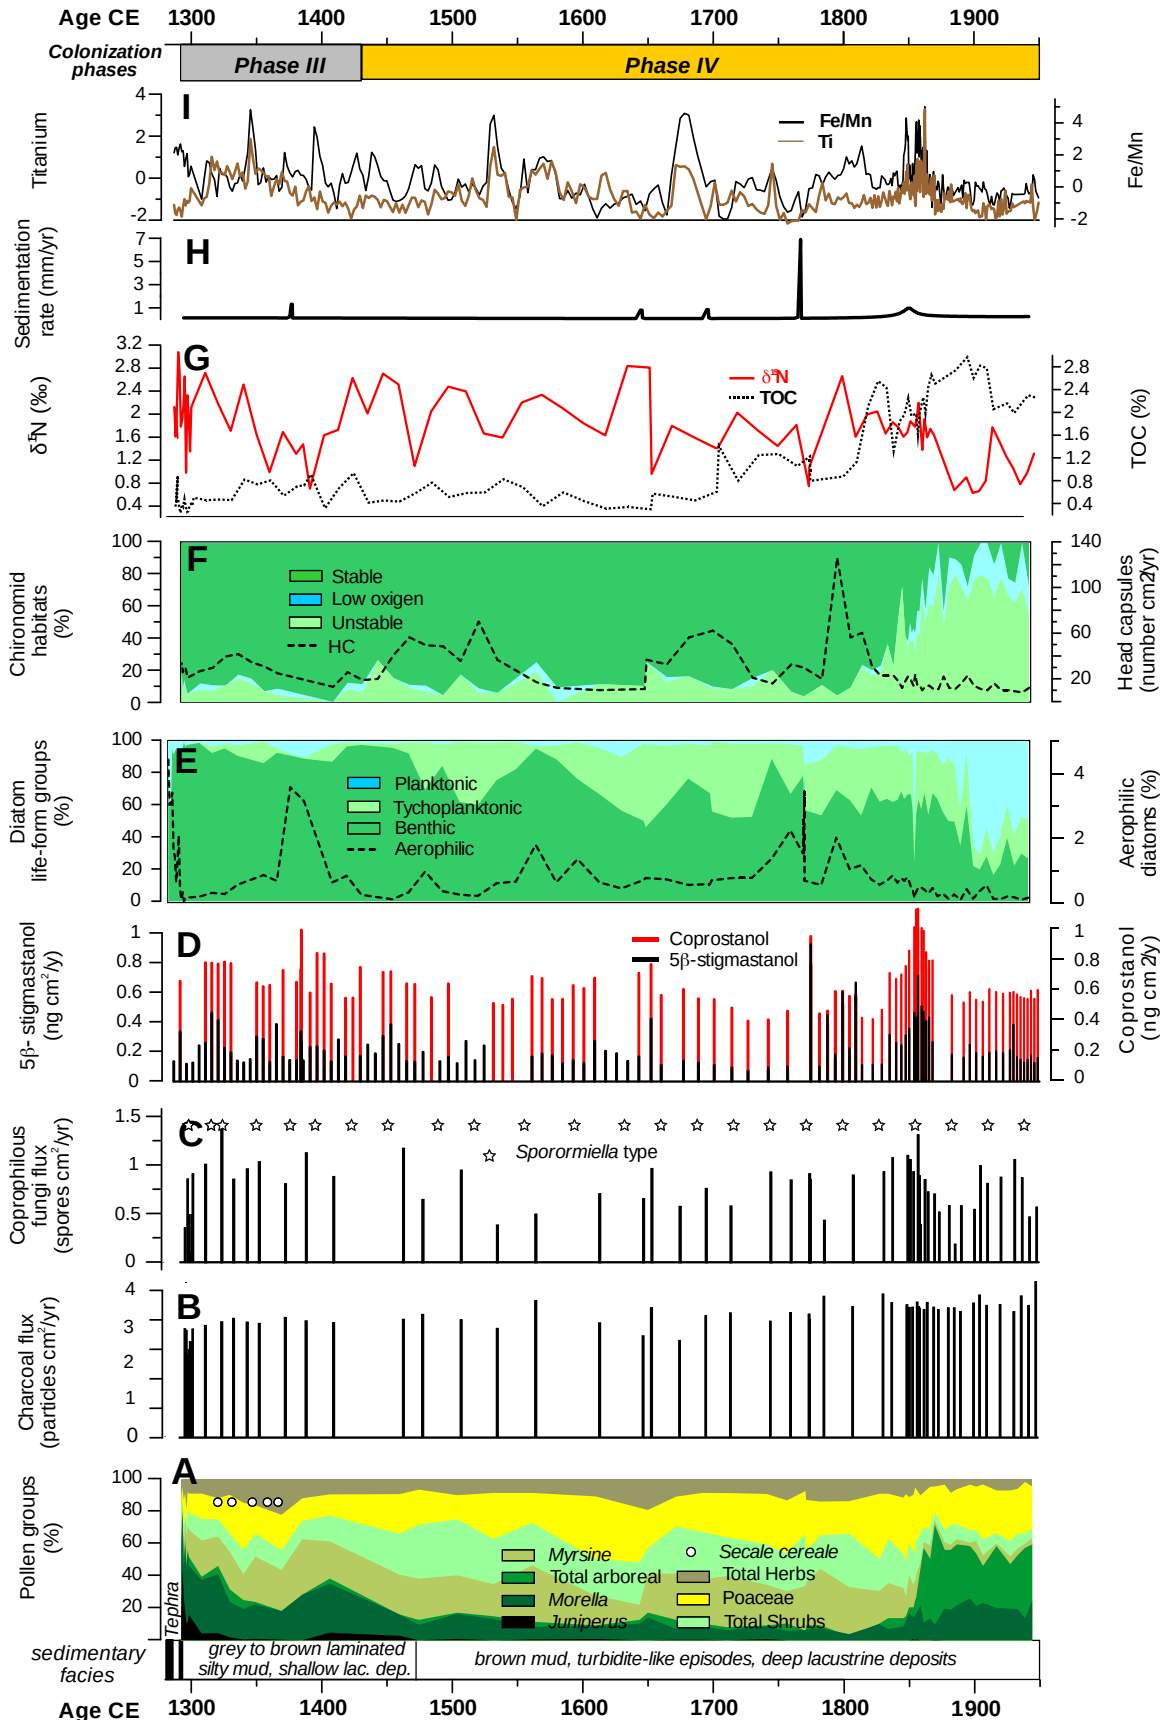 Age CE 1300 1400 1500 1600 1700 1800 1900
Colonization
phases
Phase III
Phase IV
I
Titanium
4
2
0
-2
Fe/Mn
Ti
4
2
0
-2
Fe/Mn
H
Sedimentation
rate (mm/yr)
7
5
3
1
G
δ15N (‰)
3.2
2.8
2.4
2
1.6
1.2
0.8
0.4
δ15N
TOC
2.8
2.4
2
1.6
1.2
0.8
0.4
TOC (%)
F
Chironomid
habitats
(%)
100
80
60
40
20
0
Stable
Low oxigen
Unstable
HC
140
100
60
20
Head capsules
(number cm2/yr)
E
Diatom
life-form groups
(%)
100
80
60
40
20
0
Planktonic
Tychoplanktonic
Benthic
Aerophilic
4
2
0
Aerophilic
diatoms (%)
D
5β- stigmastanol
(ng cm2/y)
1
0.8
0.6
0.4
0.2
0
Coprostanol
5β-stigmastanol
1
0.8
0.6
0.4
0.2
0
Coprostanol
(ng cm2/y)
C
Coprophilous
fungi flux
(spores cm2/yr)
1.5
1
0.5
0
Sporormiella type
B
Charcoal flux
(particles cm2/yr)
4
3
2
1
0
A
Pollen groups
(%)
100
80
60
40
20
Myrsine
Total arboreal
Morella
Juniperus
Secale cereale
Total Herbs
Poaceae
Total Shrubs
Tephra
sedimentary
facies
grey to brown laminated
silty mud, shallow lac. dep.
brown mud, turbidite-like episodes, deep lacustrine deposits
Age CE 1300 1400 1500 1600 1700 1800 1900